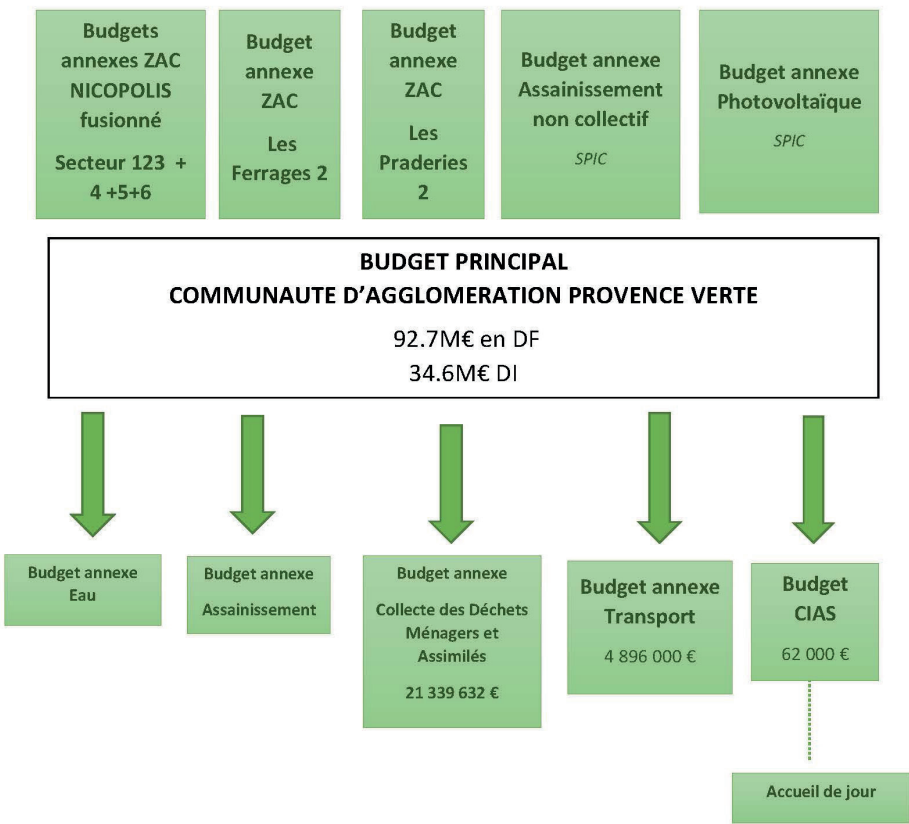 Budgets
annexes ZAC
NICOPOLIS
fusionné
Secteur 123 +
4 +5+6
Budget
annexe
ZAC
Les
Ferrages 2
Budget
annexe
ZAC
Les
Praderies
2
Budget annexe
Assainissement
non collectif
SPIC
Budget annexe
Photovoltaïque
SPIC
BUDGET PRINCIPAL
COMMUNAUTE D'AGGLOMERATION PROVENCE VERTE
92.7M€ en DF
34.6M€ DI
Budget annexe
Eau
Budget annexe
Assainissement
Budget annexe
Collecte des Déchets
Ménagers et
Assimilés
21 339 632 €
Budget annexe
Transport
4 896 000 €
Budget
CIAS
62 000 €
Accueil de jour